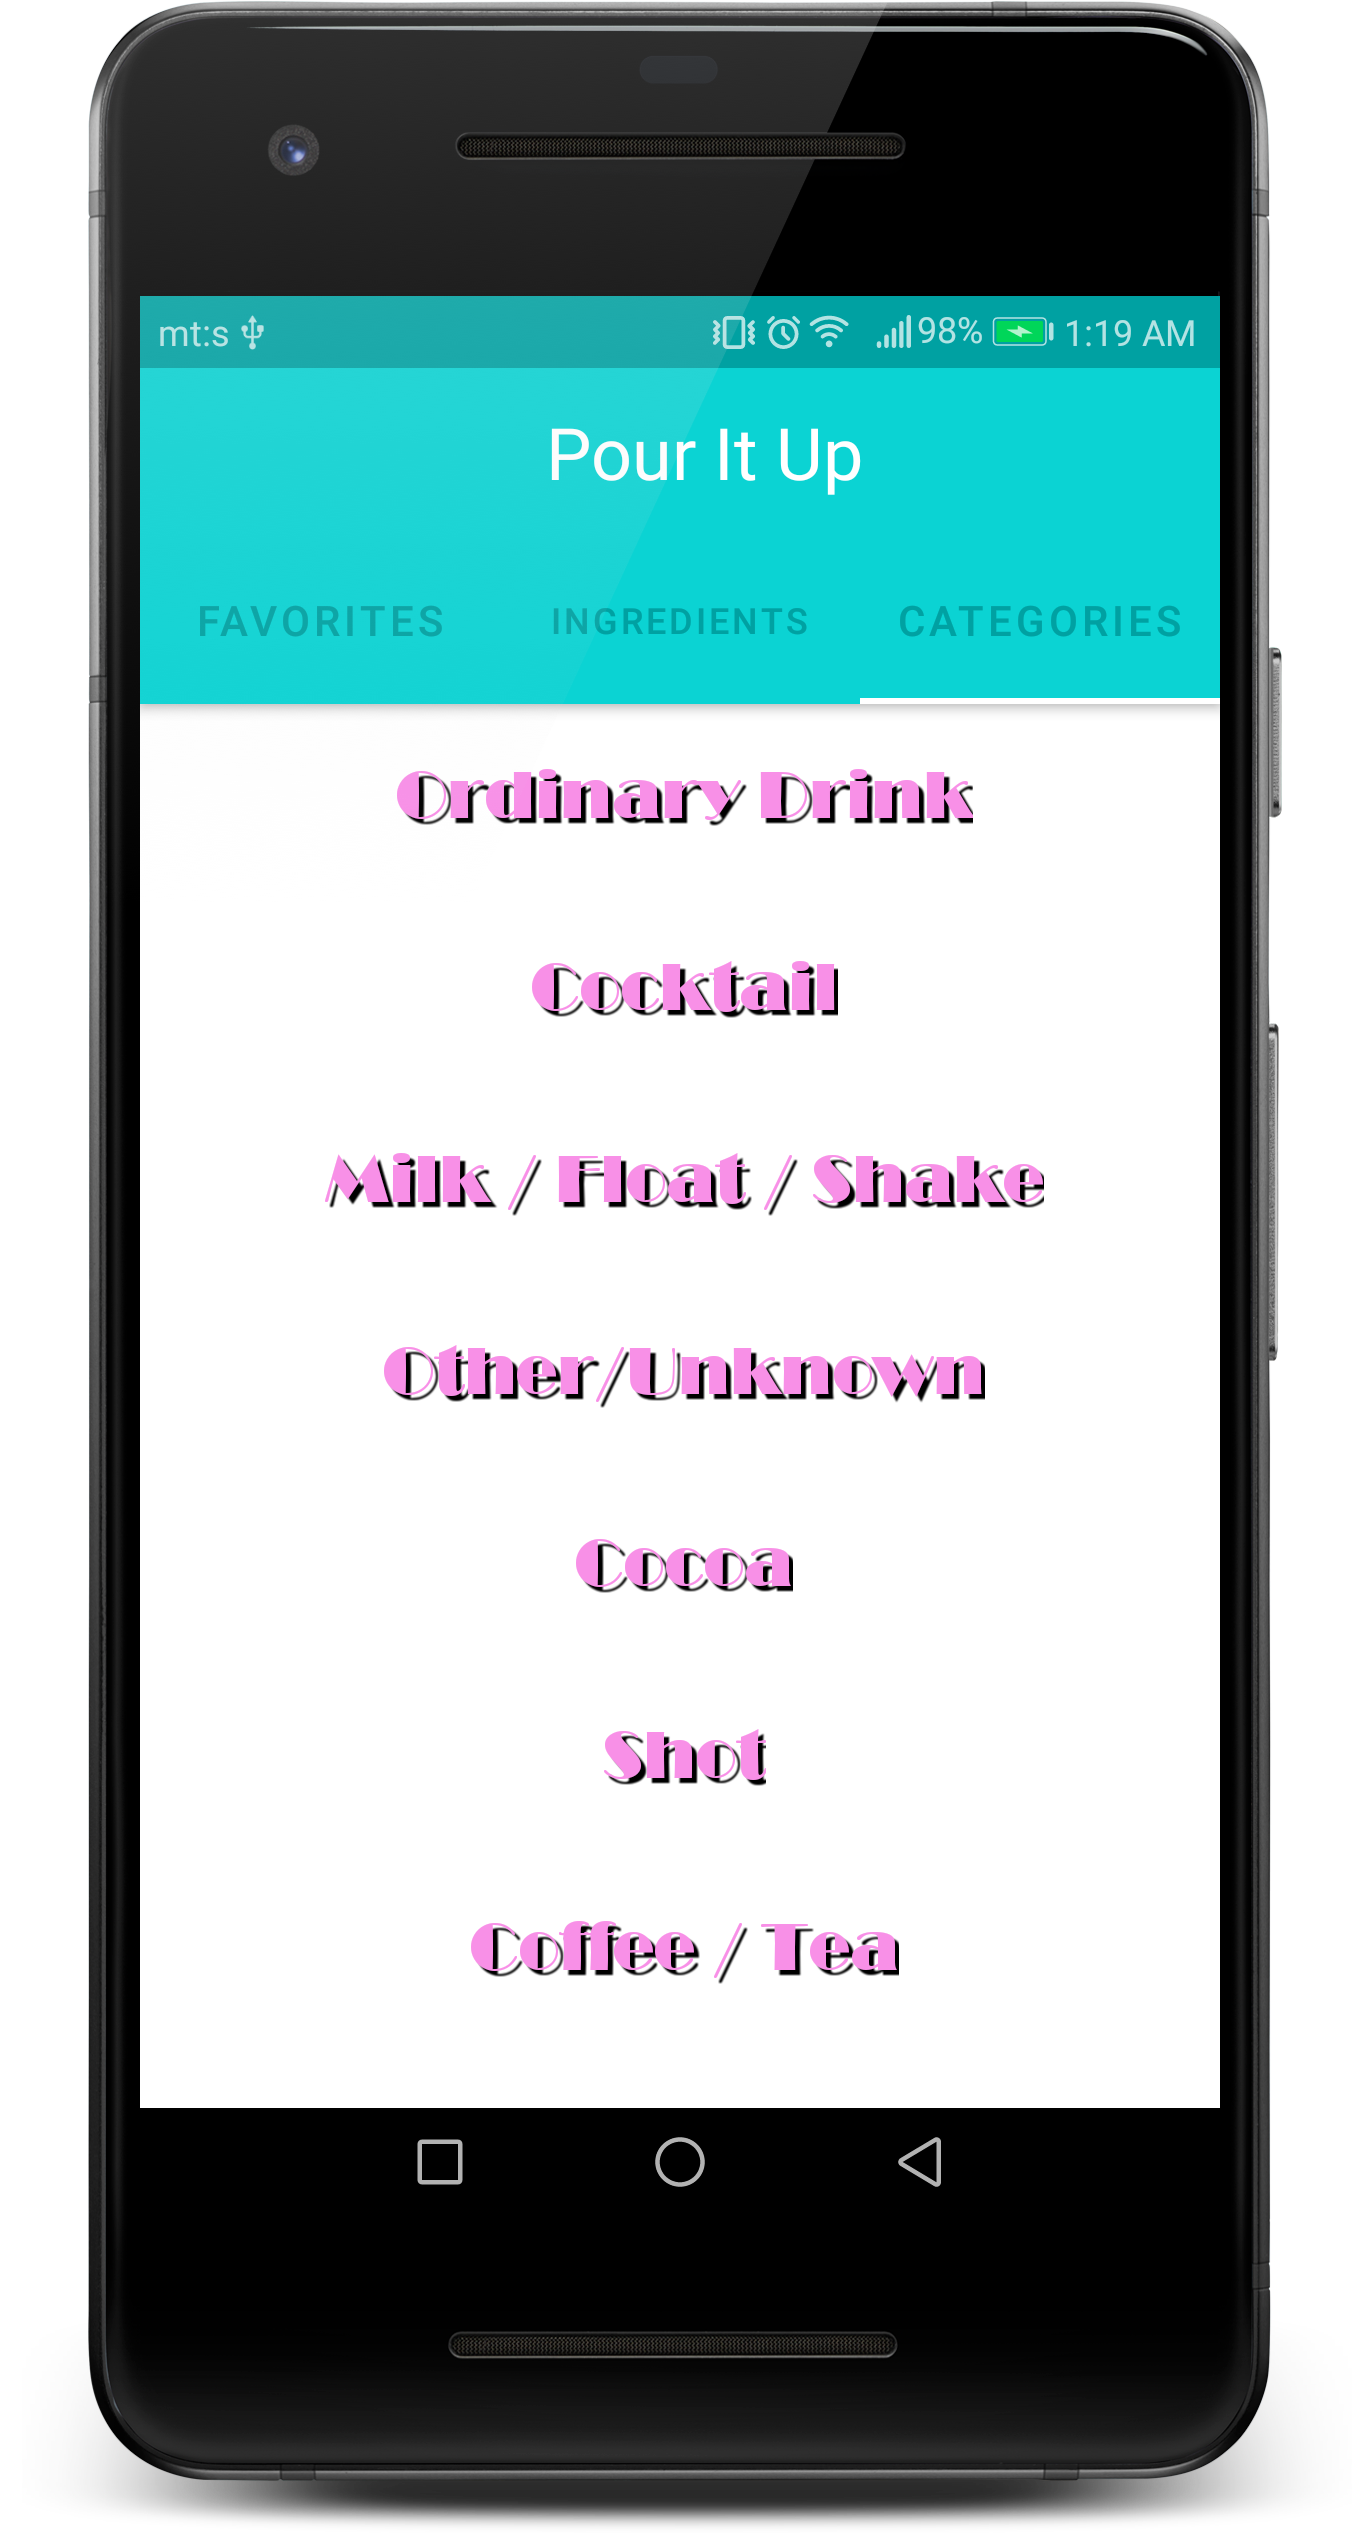 mt:s 98% 1:19 AM
Pour It Up
FAVORITES INGREDIENTS CATEGORIES
Ordinary Drink
Cocktail
Milk / Float / Shake
Other/Unknown
Cocoa
Shot
Coffee / Tea